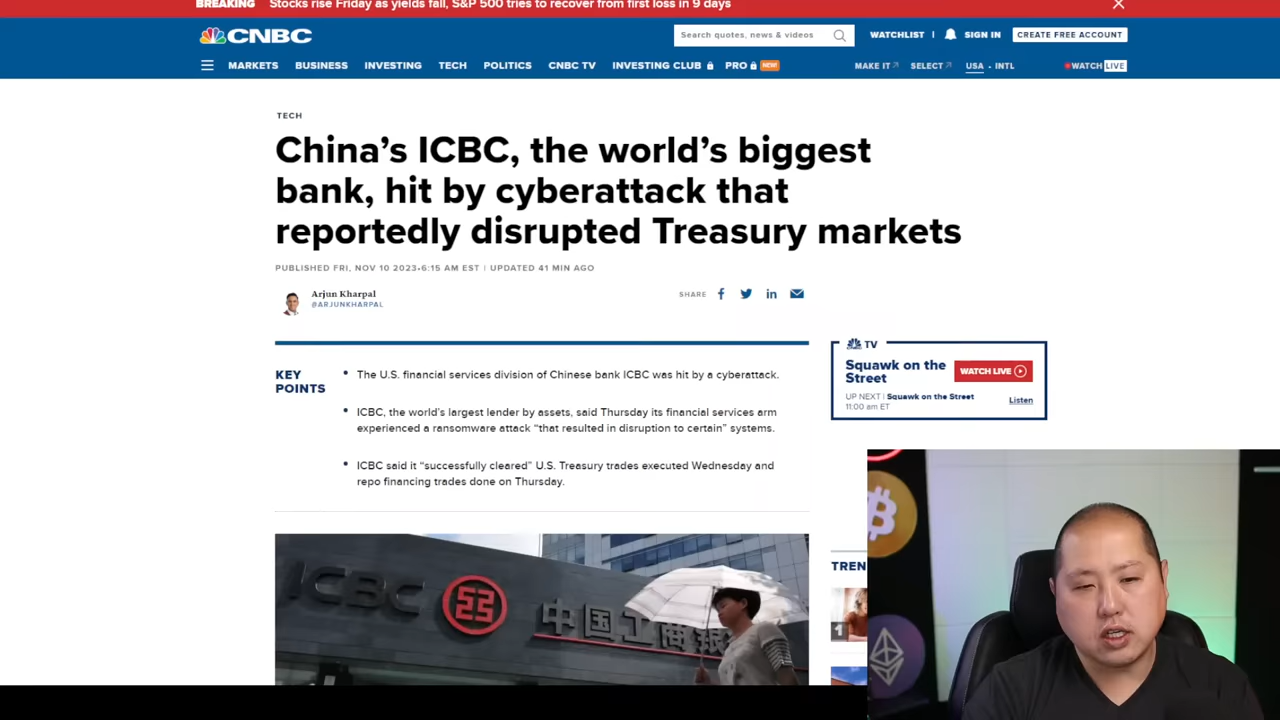 BREAKING Stocks rise Friday as yields fall, S&P 500 tries to recover from first loss in 9 days
CNBC
Search quotes, news & videos
WATCHLIST | SIGN IN CREATE FREE ACCOUNT
MARKETS BUSINESS INVESTING TECH POLITICS CNBC TV INVESTING CLUB PRO NEW! MAKE IT SELECT USA • INTL WATCH LIVE
TECH
China’s ICBC, the world’s biggest
bank, hit by cyberattack that
reportedly disrupted Treasury markets
PUBLISHED FRI, NOV 10 2023•6:15 AM EST | UPDATED 41 MIN AGO
Arjun Kharpal
@ARJUNKHARPAL
SHARE
KEY
POINTS
• The U.S. financial services division of Chinese bank ICBC was hit by a cyberattack.
• ICBC, the world’s largest lender by assets, said Thursday its financial services arm
experienced a ransomware attack “that resulted in disruption to certain” systems.
• ICBC said it “successfully cleared” U.S. Treasury trades executed Wednesday and
repo financing trades done on Thursday.
CNBC TV
Squawk on the
Street
WATCH LIVE
UP NEXT | Squawk on the Street
11:00 am ET
Listen
TREN
1
ICBC 中国工商银